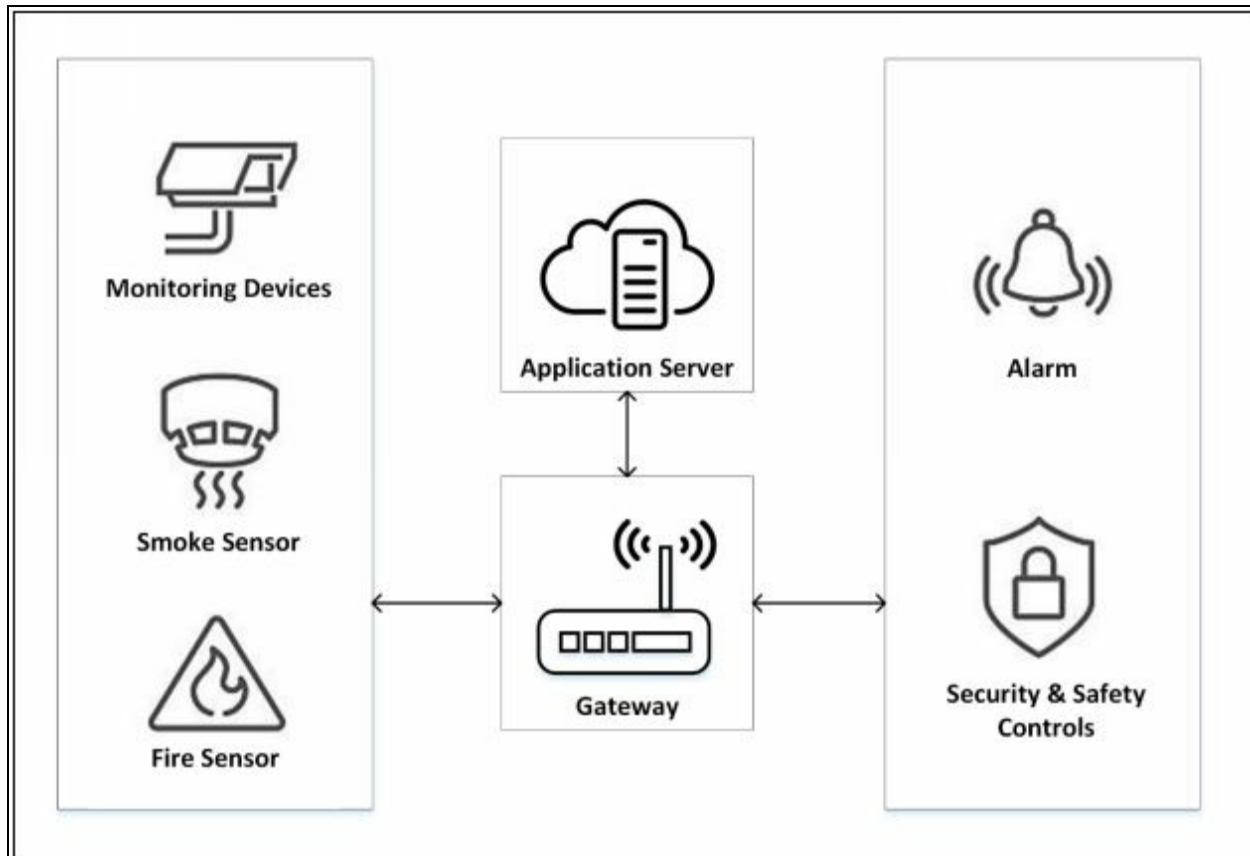 Monitoring Devices
Smoke Sensor
Fire Sensor
Application Server
Gateway
Alarm
Security & Safety
Controls